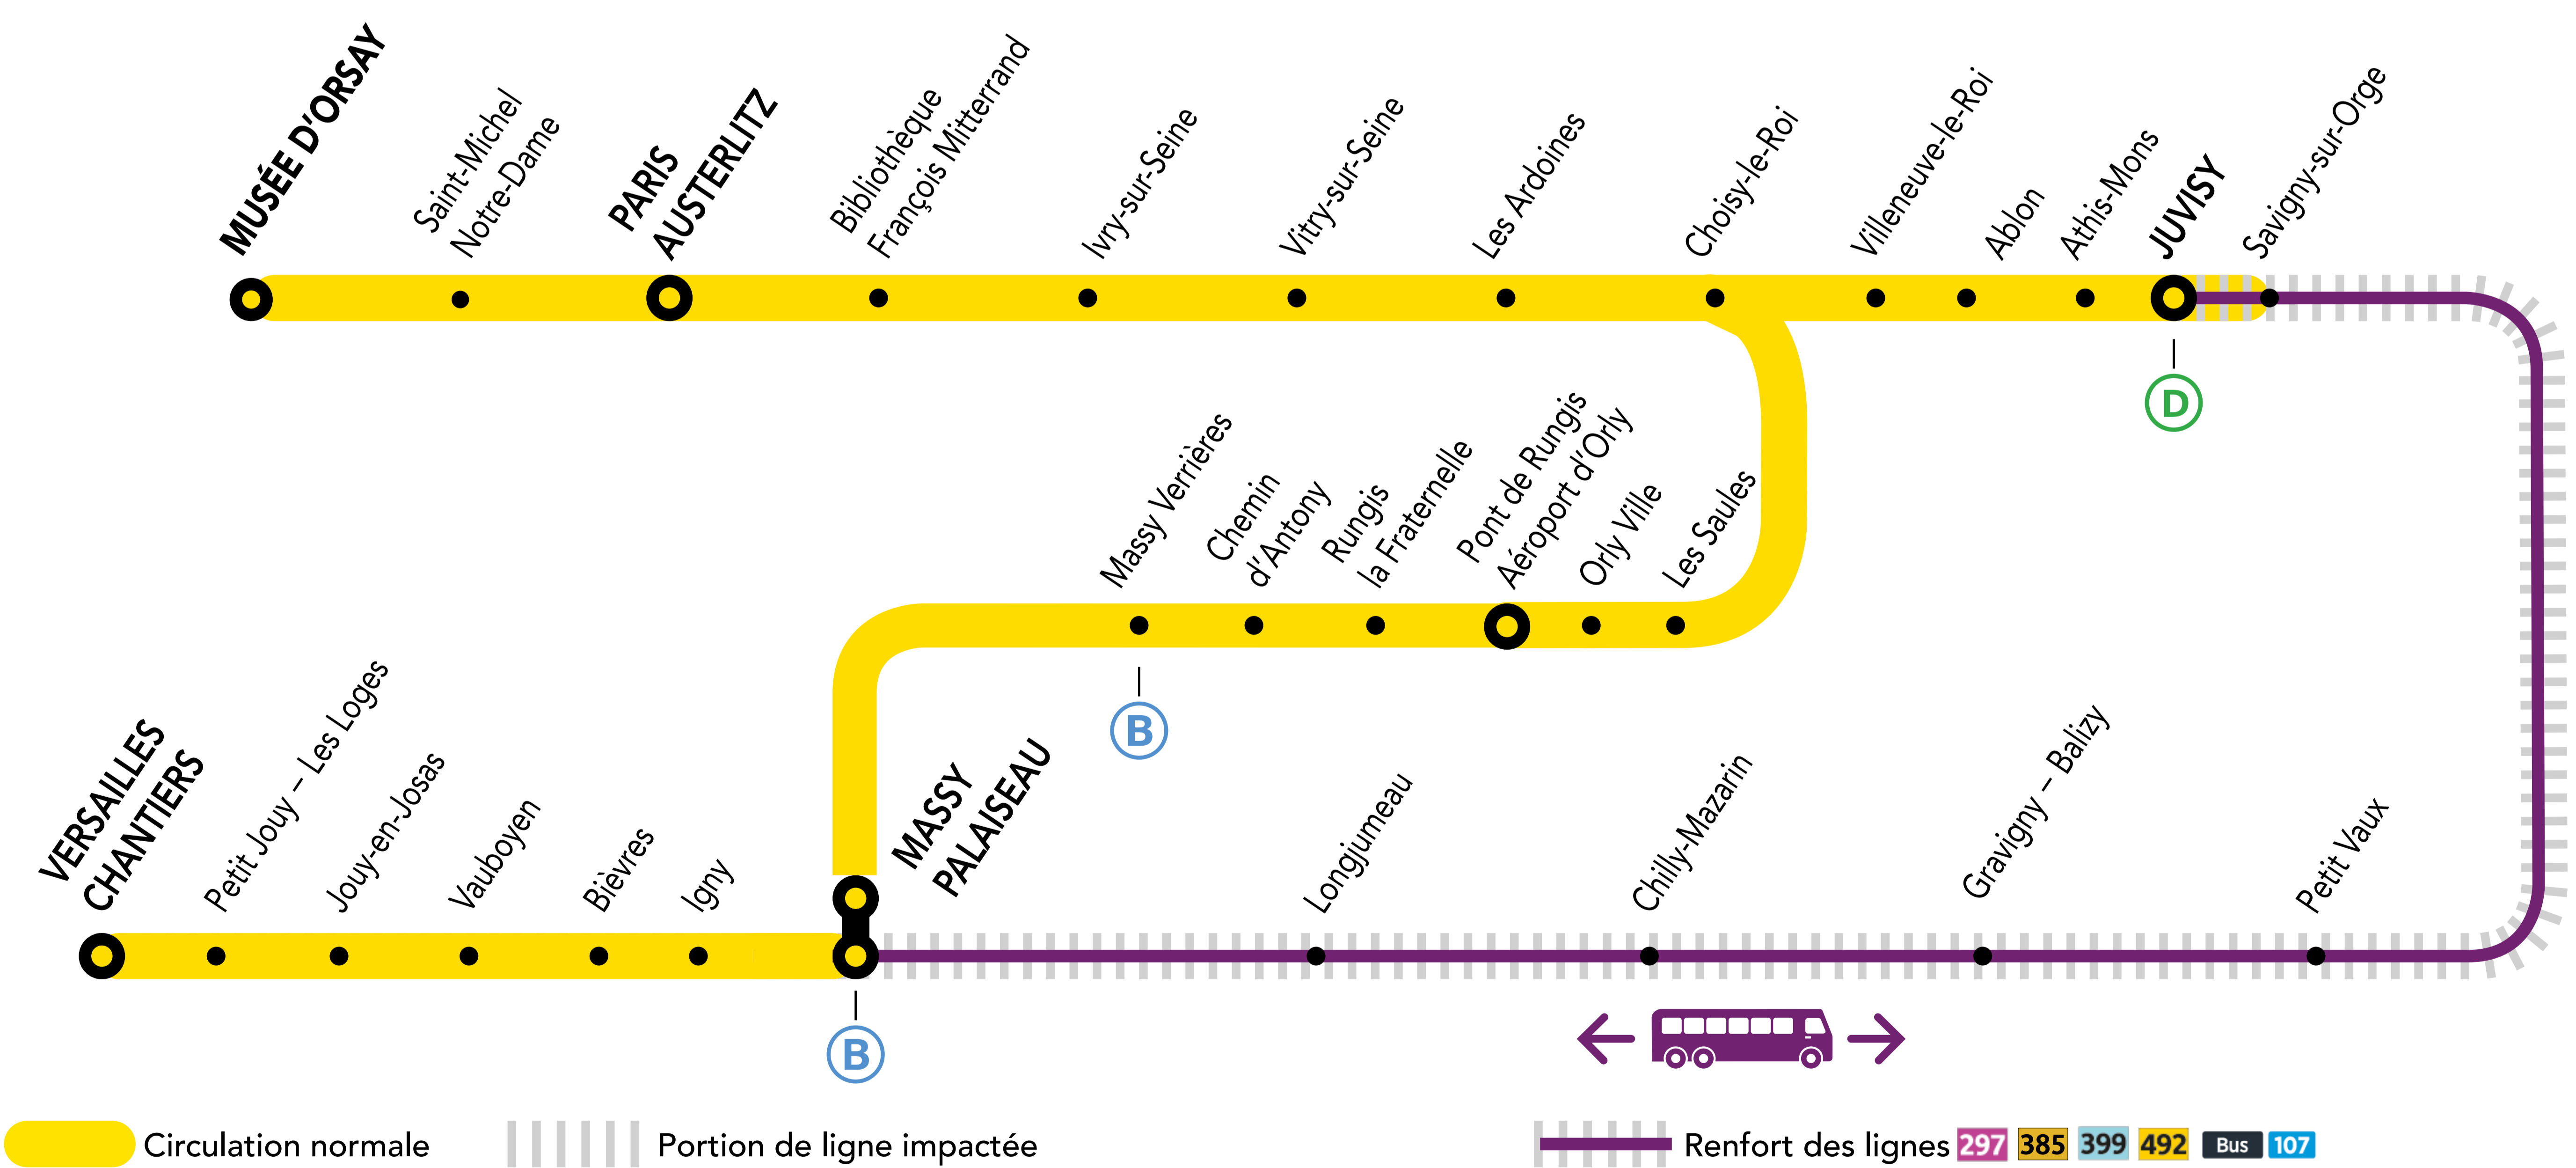 MUSÉE D'ORSAY
Saint-Michel
Notre-Dame
PARIS
AUSTERLITZ
Bibliothèque
François Mitterrand
Ivry-sur-Seine
Vitry-sur-Seine
Les Ardoines
Choisy-le-Roi
Villeneuve-le-Roi
Ablon
Athis-Mons
JUVISY
Savigny-sur-Orge
D
Massy Verrières
Chemin
d'Antony
Rungis
la Fraternelle
Pont de Rungis
Aéroport d'Orly
Orly Ville
Les Saules
B
VERSAILLES
CHANTIERS
Petit Jouy – Les Loges
Jouy-en-Josas
Vauboyen
Bièvres
Igny
MASSY
PALAISEAU
Longjumeau
Chilly-Mazarin
Gravigny – Balizy
Petit Vaux
B
Circulation normale
Portion de ligne impactée
Renfort des lignes 297 385 399 492 Bus 107